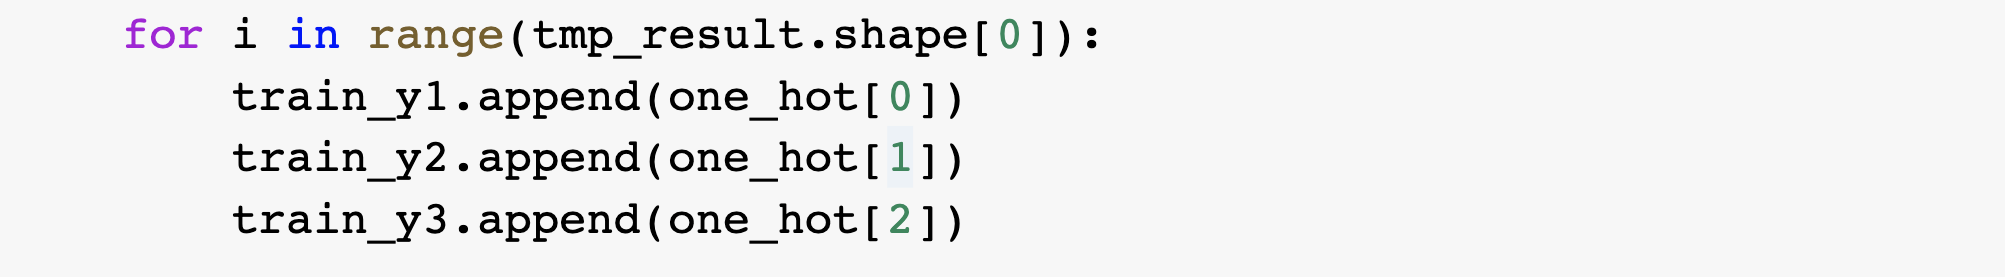 for i in range(tmp_result.shape[0]):
    train_y1.append(one_hot[0])
    train_y2.append(one_hot[1])
    train_y3.append(one_hot[2])